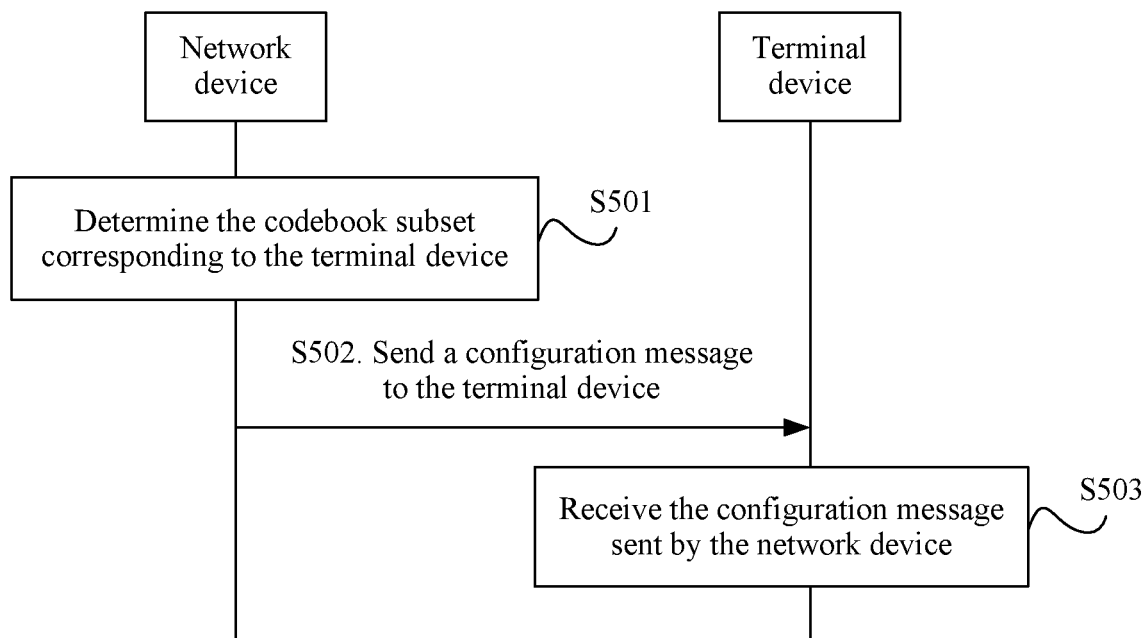 Network
device
Terminal
device
Determine the codebook subset
corresponding to the terminal device
S501
S502. Send a configuration message
to the terminal device
Receive the configuration message
sent by the network device
S503